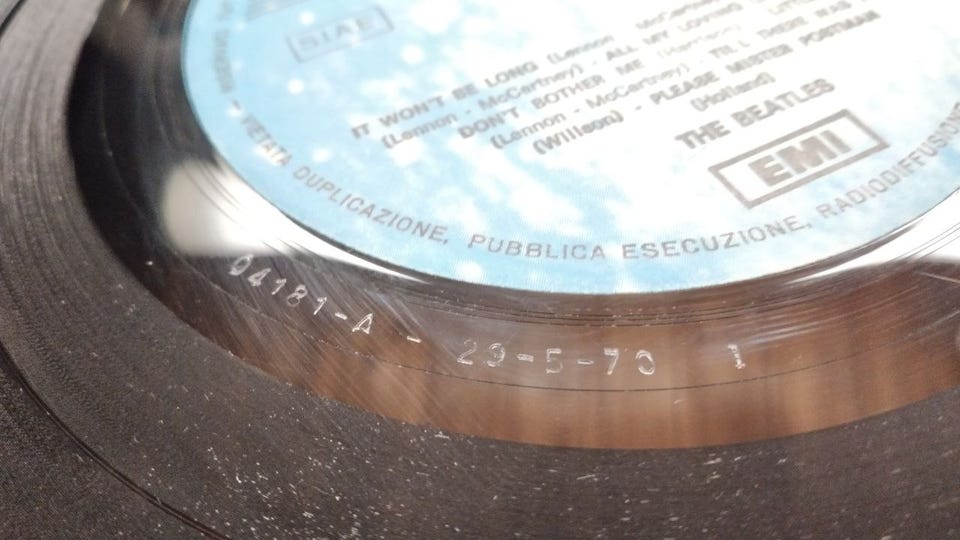 SIAE
IT WON'T BE LONG (Lennon - McCartney
(Lennon - McCartney) - ALL MY LOVING
DON'T BOTHER ME (Harrison) -
(Lennon - McCartney) - TILL THERE WAS
(Willson) - PLEASE MISTER POSTMAN
(Holland)
THE BEATLES
EMI
- VIETATA DUPLICAZIONE, PUBBLICA ESECUZIONE, RADIODIFFUSIONE
04181-A - 29-5-70 1